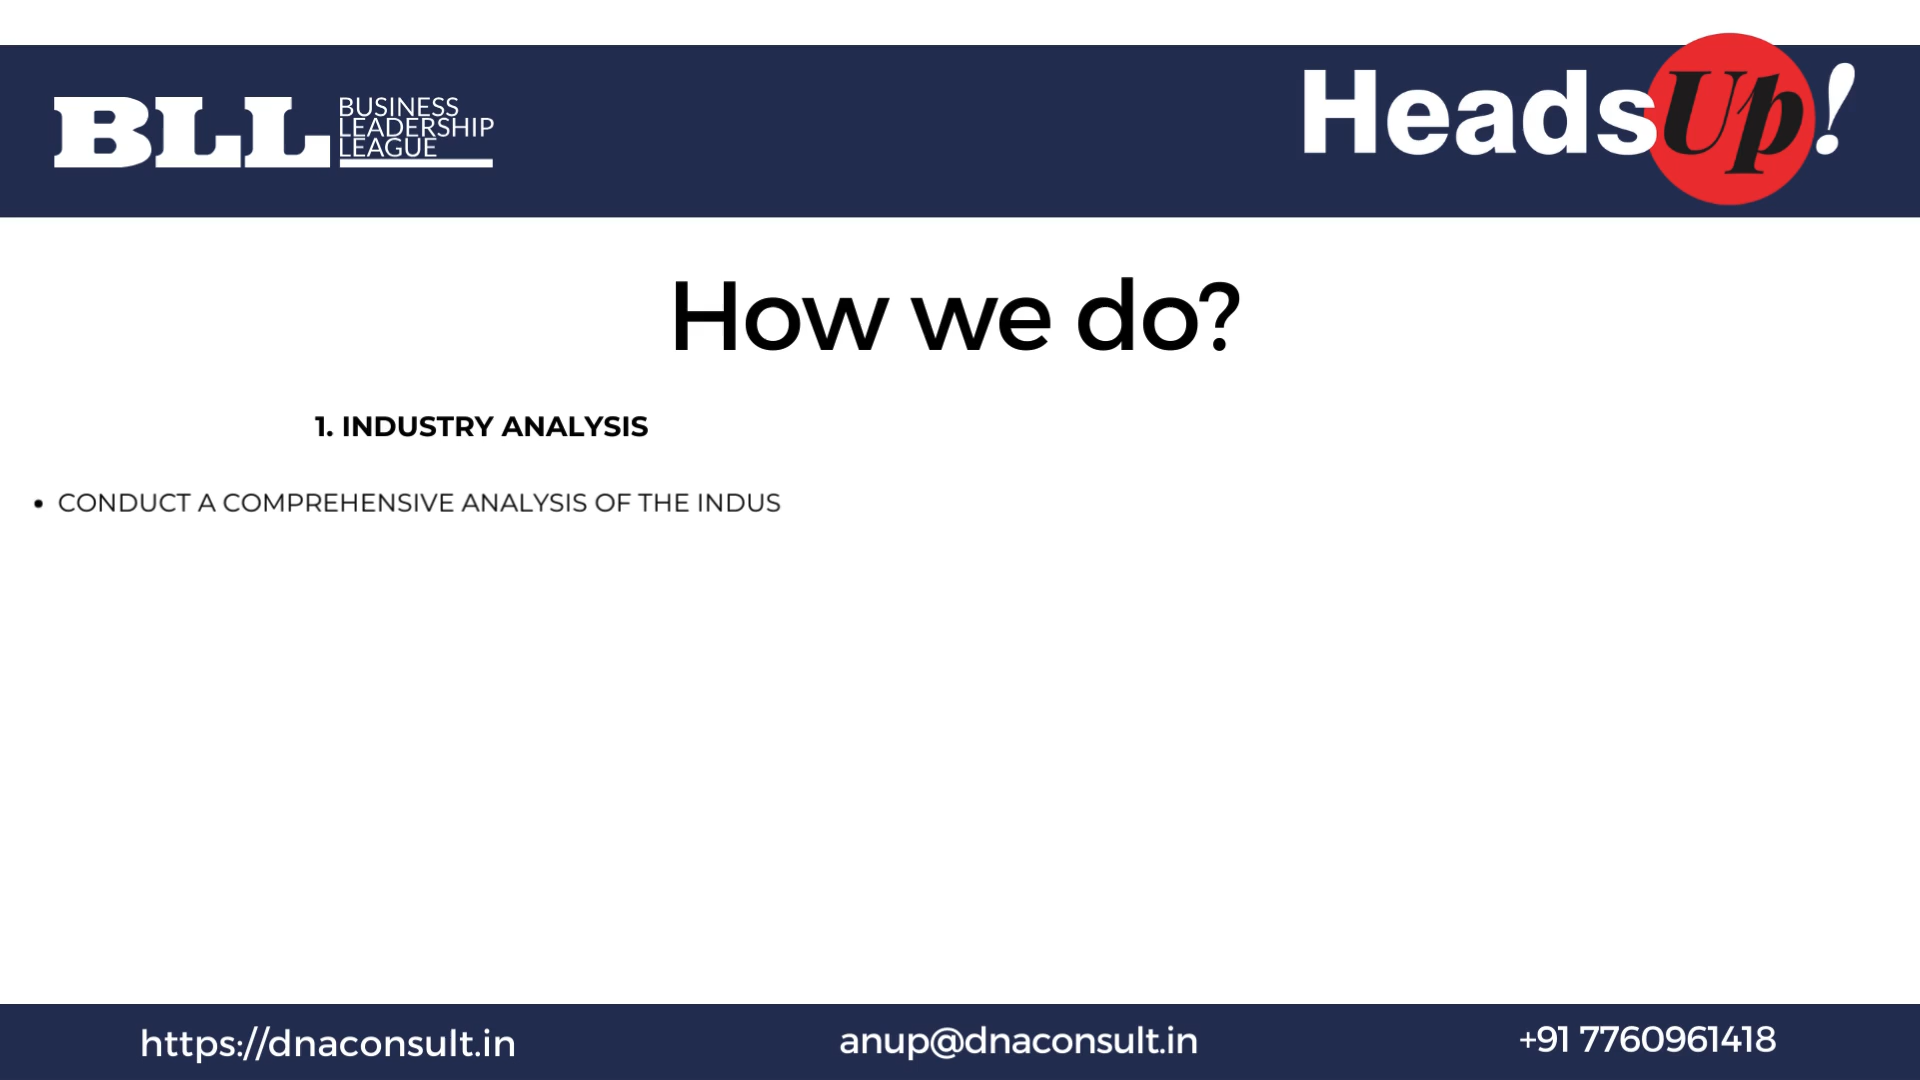 BLL
BUSINESS
LEADERSHIP
LEAGUE
HeadsUp!
How we do?
1. INDUSTRY ANALYSIS
• CONDUCT A COMPREHENSIVE ANALYSIS OF THE INDUS
https://dnaconsult.in
anup@dnaconsult.in
+91 7760961418